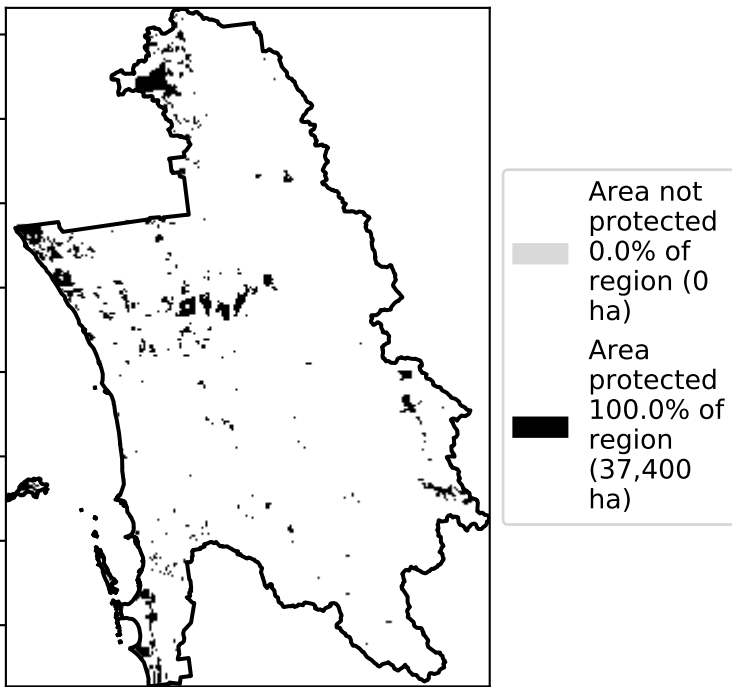 Area not
protected
0.0% of
region (0
ha)
Area
protected
100.0% of
region
(37,400
ha)